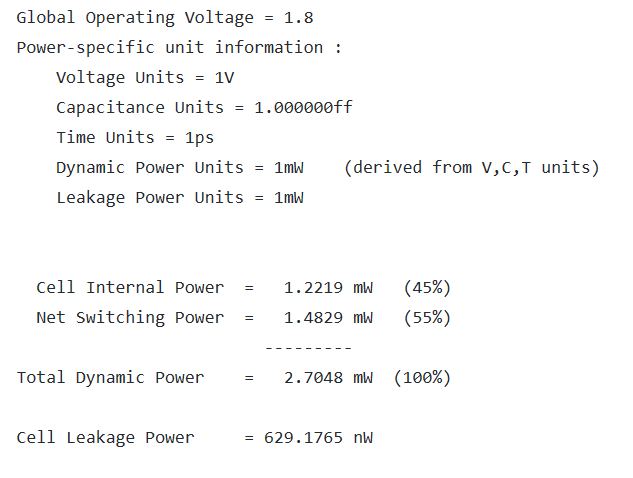 Global Operating Voltage = 1.8
Power-specific unit information :
    Voltage Units = 1V
    Capacitance Units = 1.000000ff
    Time Units = 1ps
    Dynamic Power Units = 1mW    (derived from V,C,T units)
    Leakage Power Units = 1mW
  Cell Internal Power  =   1.2219 mW   (45%)
  Net Switching Power  =   1.4829 mW   (55%)
                         ---------
Total Dynamic Power    =   2.7048 mW  (100%)
Cell Leakage Power     = 629.1765 nW